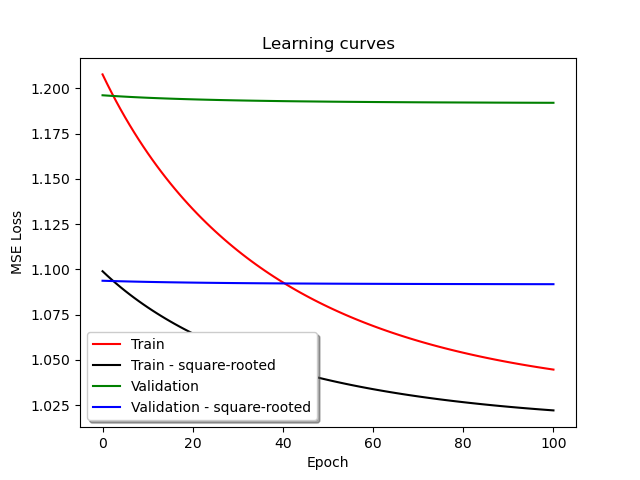 Learning curves
MSE Loss
1.200
1.175
1.150
1.125
1.100
1.075
1.050
1.025
Train
Train - square-rooted
Validation
Validation - square-rooted
0 20 40 60 80 100
Epoch